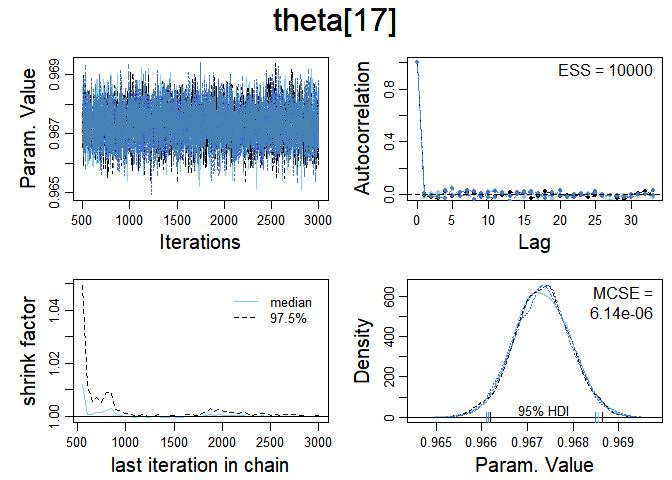 theta[17]
Param. Value
0.965 0.967 0.969
500 1000 1500 2000 2500 3000
Iterations
Autocorrelation
0.0 0.4 0.8
ESS = 10000
0 5 10 15 20 25 30
Lag
shrink factor
1.00 1.02 1.04
median
97.5%
500 1000 1500 2000 2500 3000
last iteration in chain
Density
0 200 400 600
MCSE =
6.14e-06
95% HDI
0.965 0.966 0.967 0.968 0.969
Param. Value